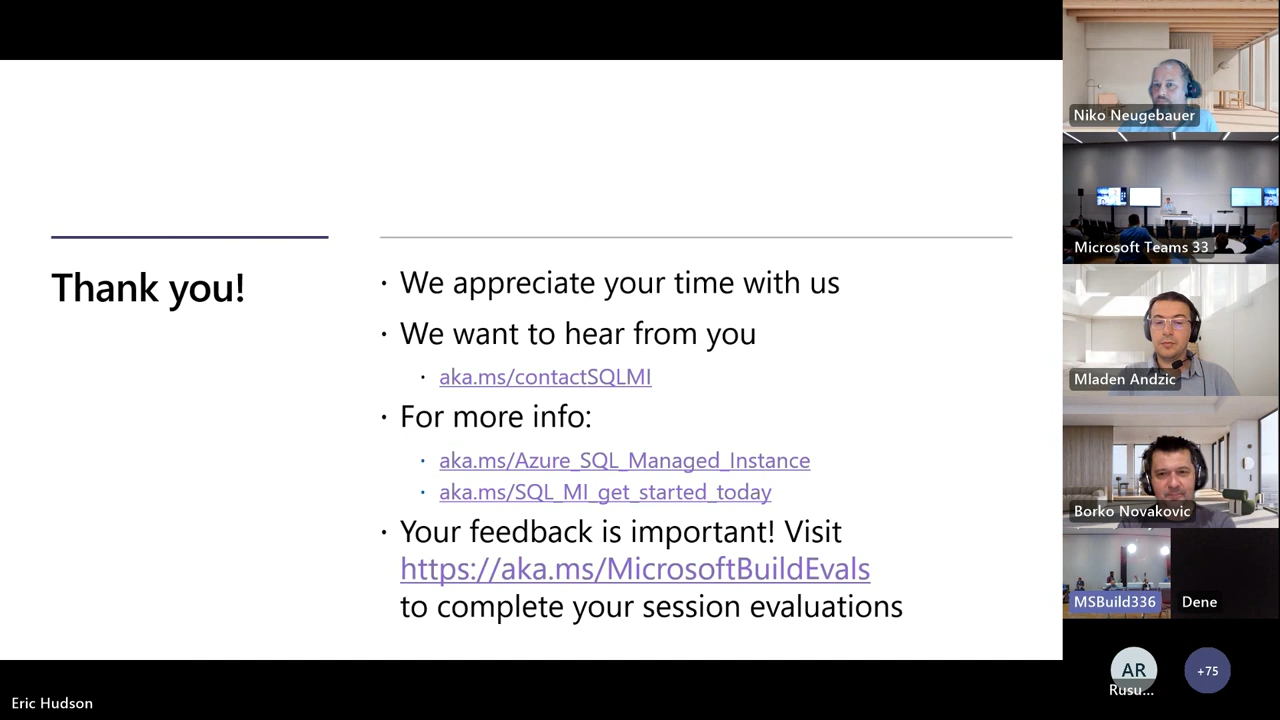 Thank you!
· We appreciate your time with us
· We want to hear from you
· aka.ms/contactSQLMI
· For more info:
· aka.ms/Azure_SQL_Managed_Instance
· aka.ms/SQL_MI_get_started_today
· Your feedback is important! Visit
https://aka.ms/MicrosoftBuildEvals
to complete your session evaluations
Niko Neugebauer
Microsoft Teams 33
Mladen Andzic
Borko Novakovic
MSBuild336
Dene
AR
Rusu...
+75
Eric Hudson